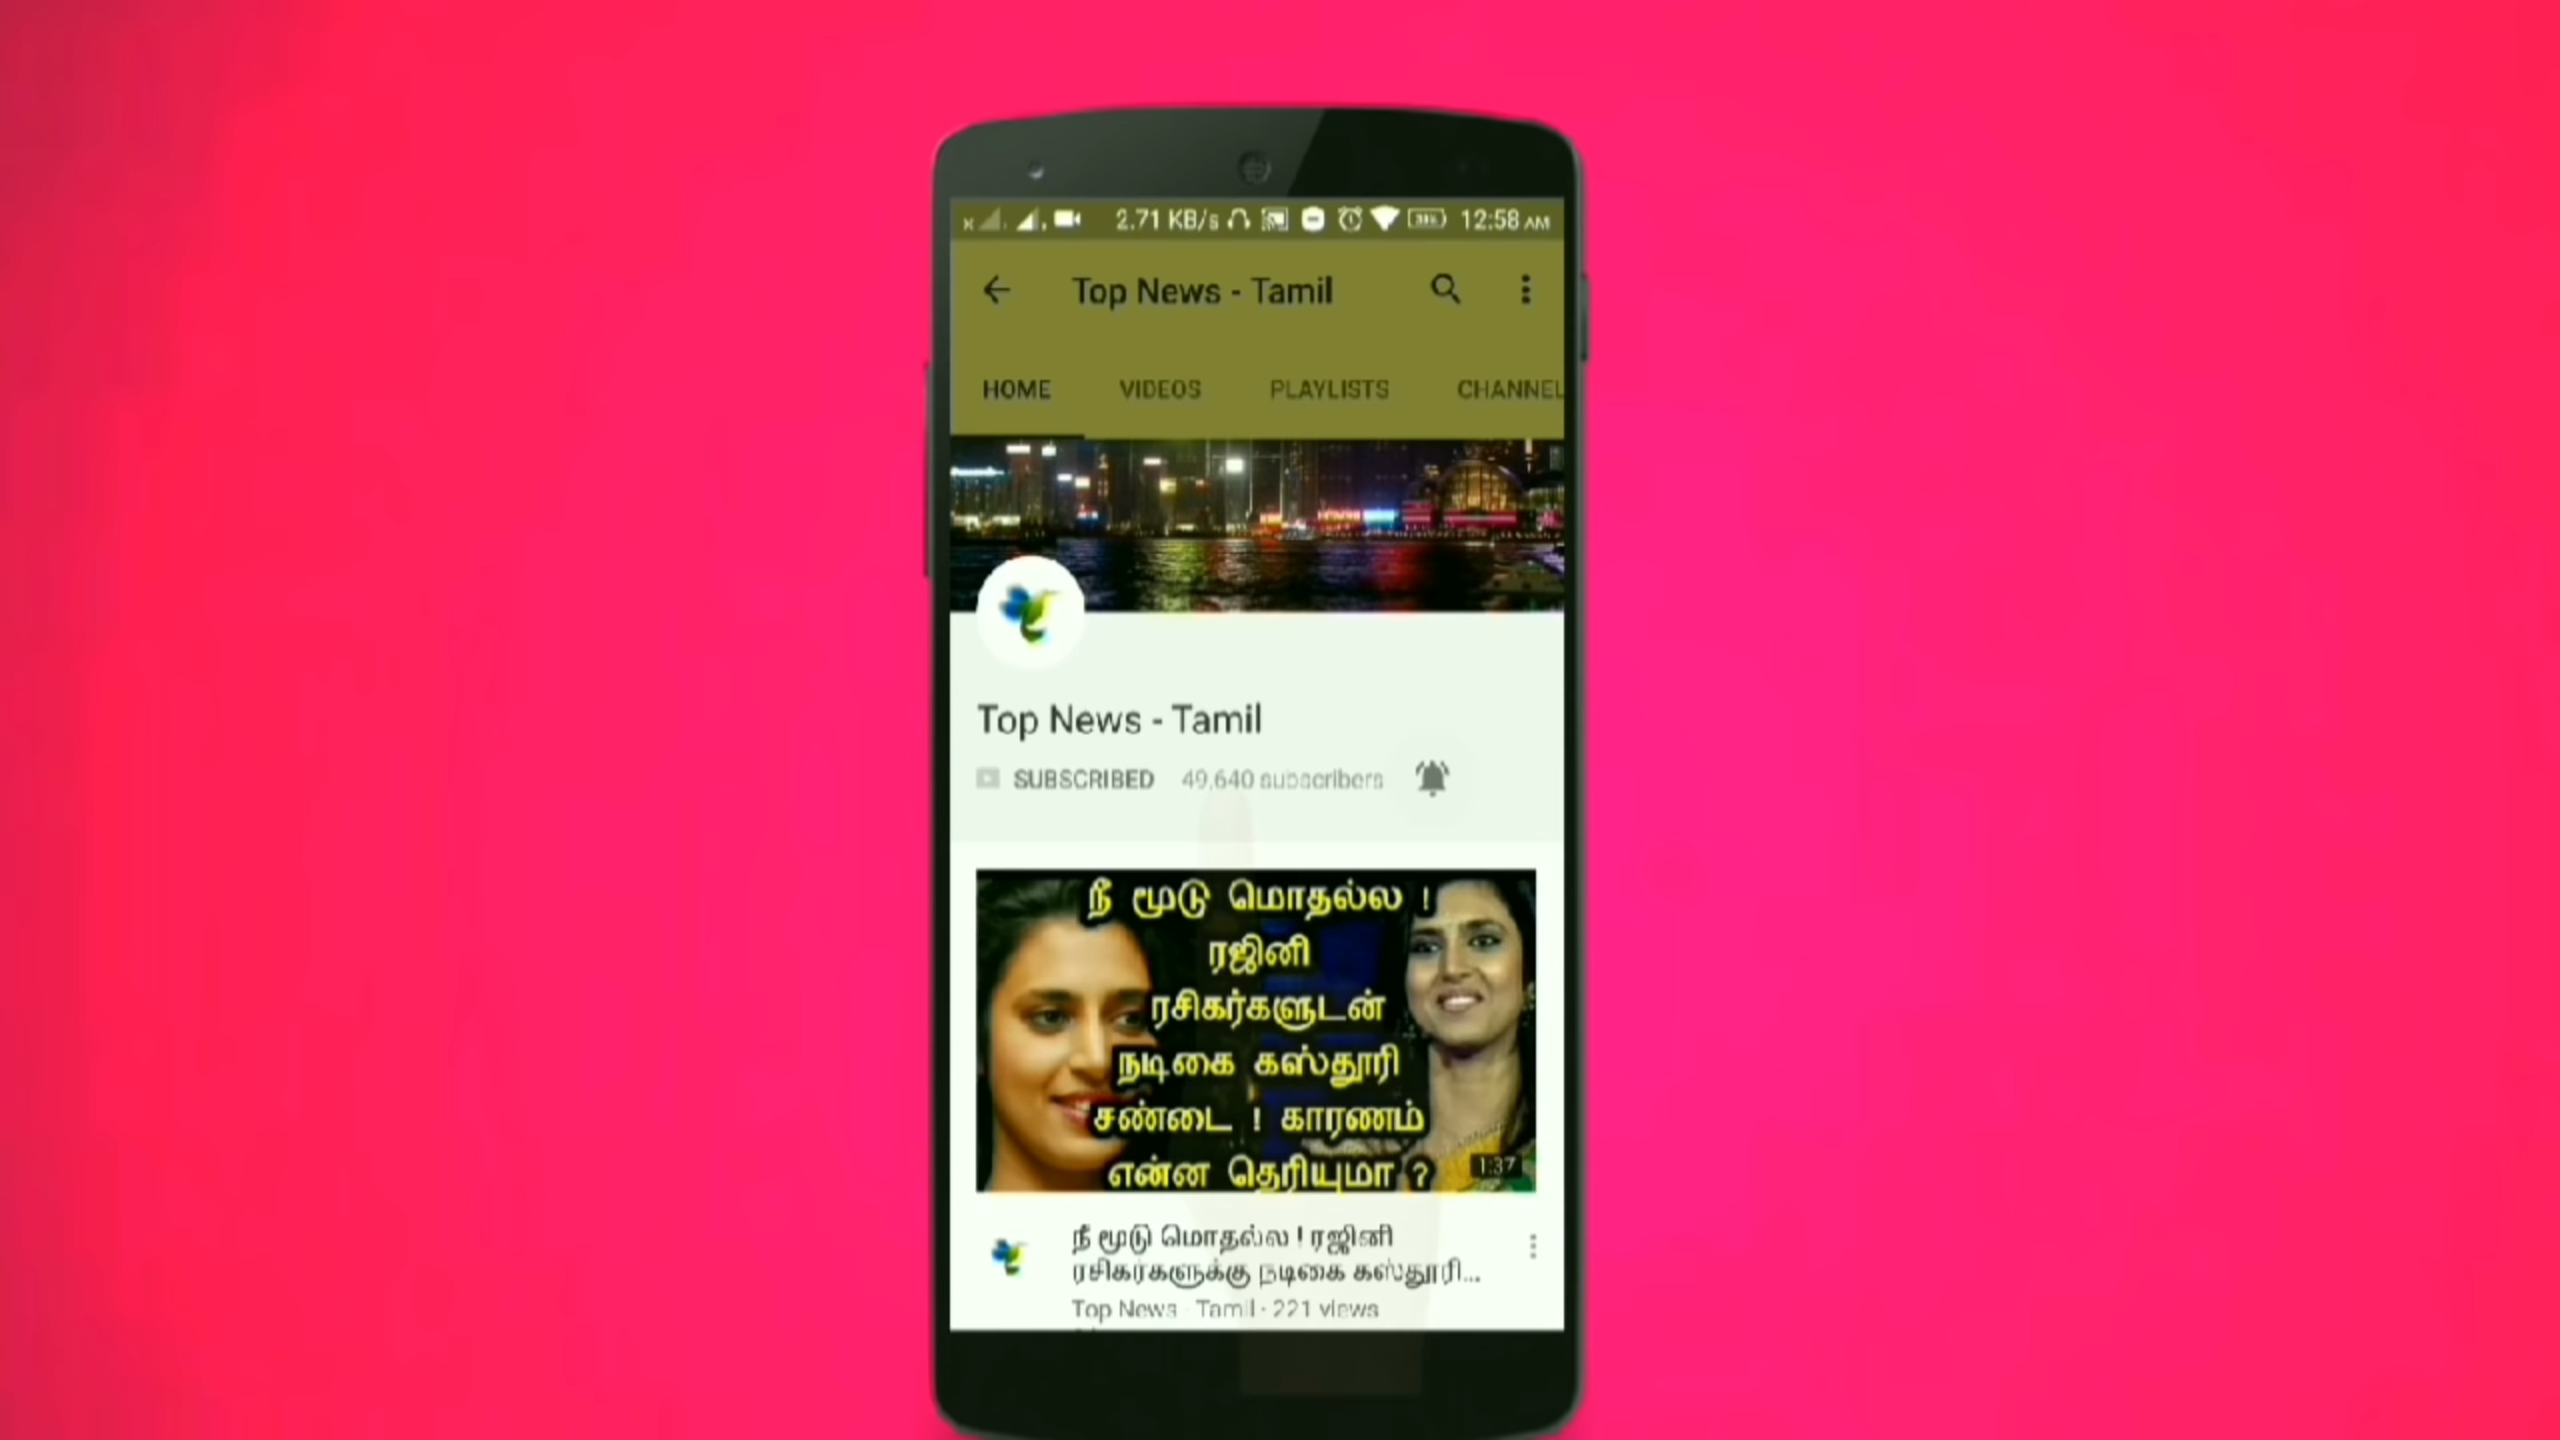 2.71 KB/s 12:58 AM
Top News - Tamil
HOME VIDEOS PLAYLISTS CHANNEL
Top News - Tamil
SUBSCRIBED 49,640 subscribers
நீ மூடு மொதல்ல !
ரஜினி
ரசிகர்களுடன்
நடிகை கஸ்தூரி
சண்டை ! காரணம்
என்ன தெரியுமா ?
1:37
நீ மூடு மொதல்ல ! ரஜினி
ரசிகர்களுக்கு நடிகை கஸ்தூரி...
Top News - Tamil · 221 views